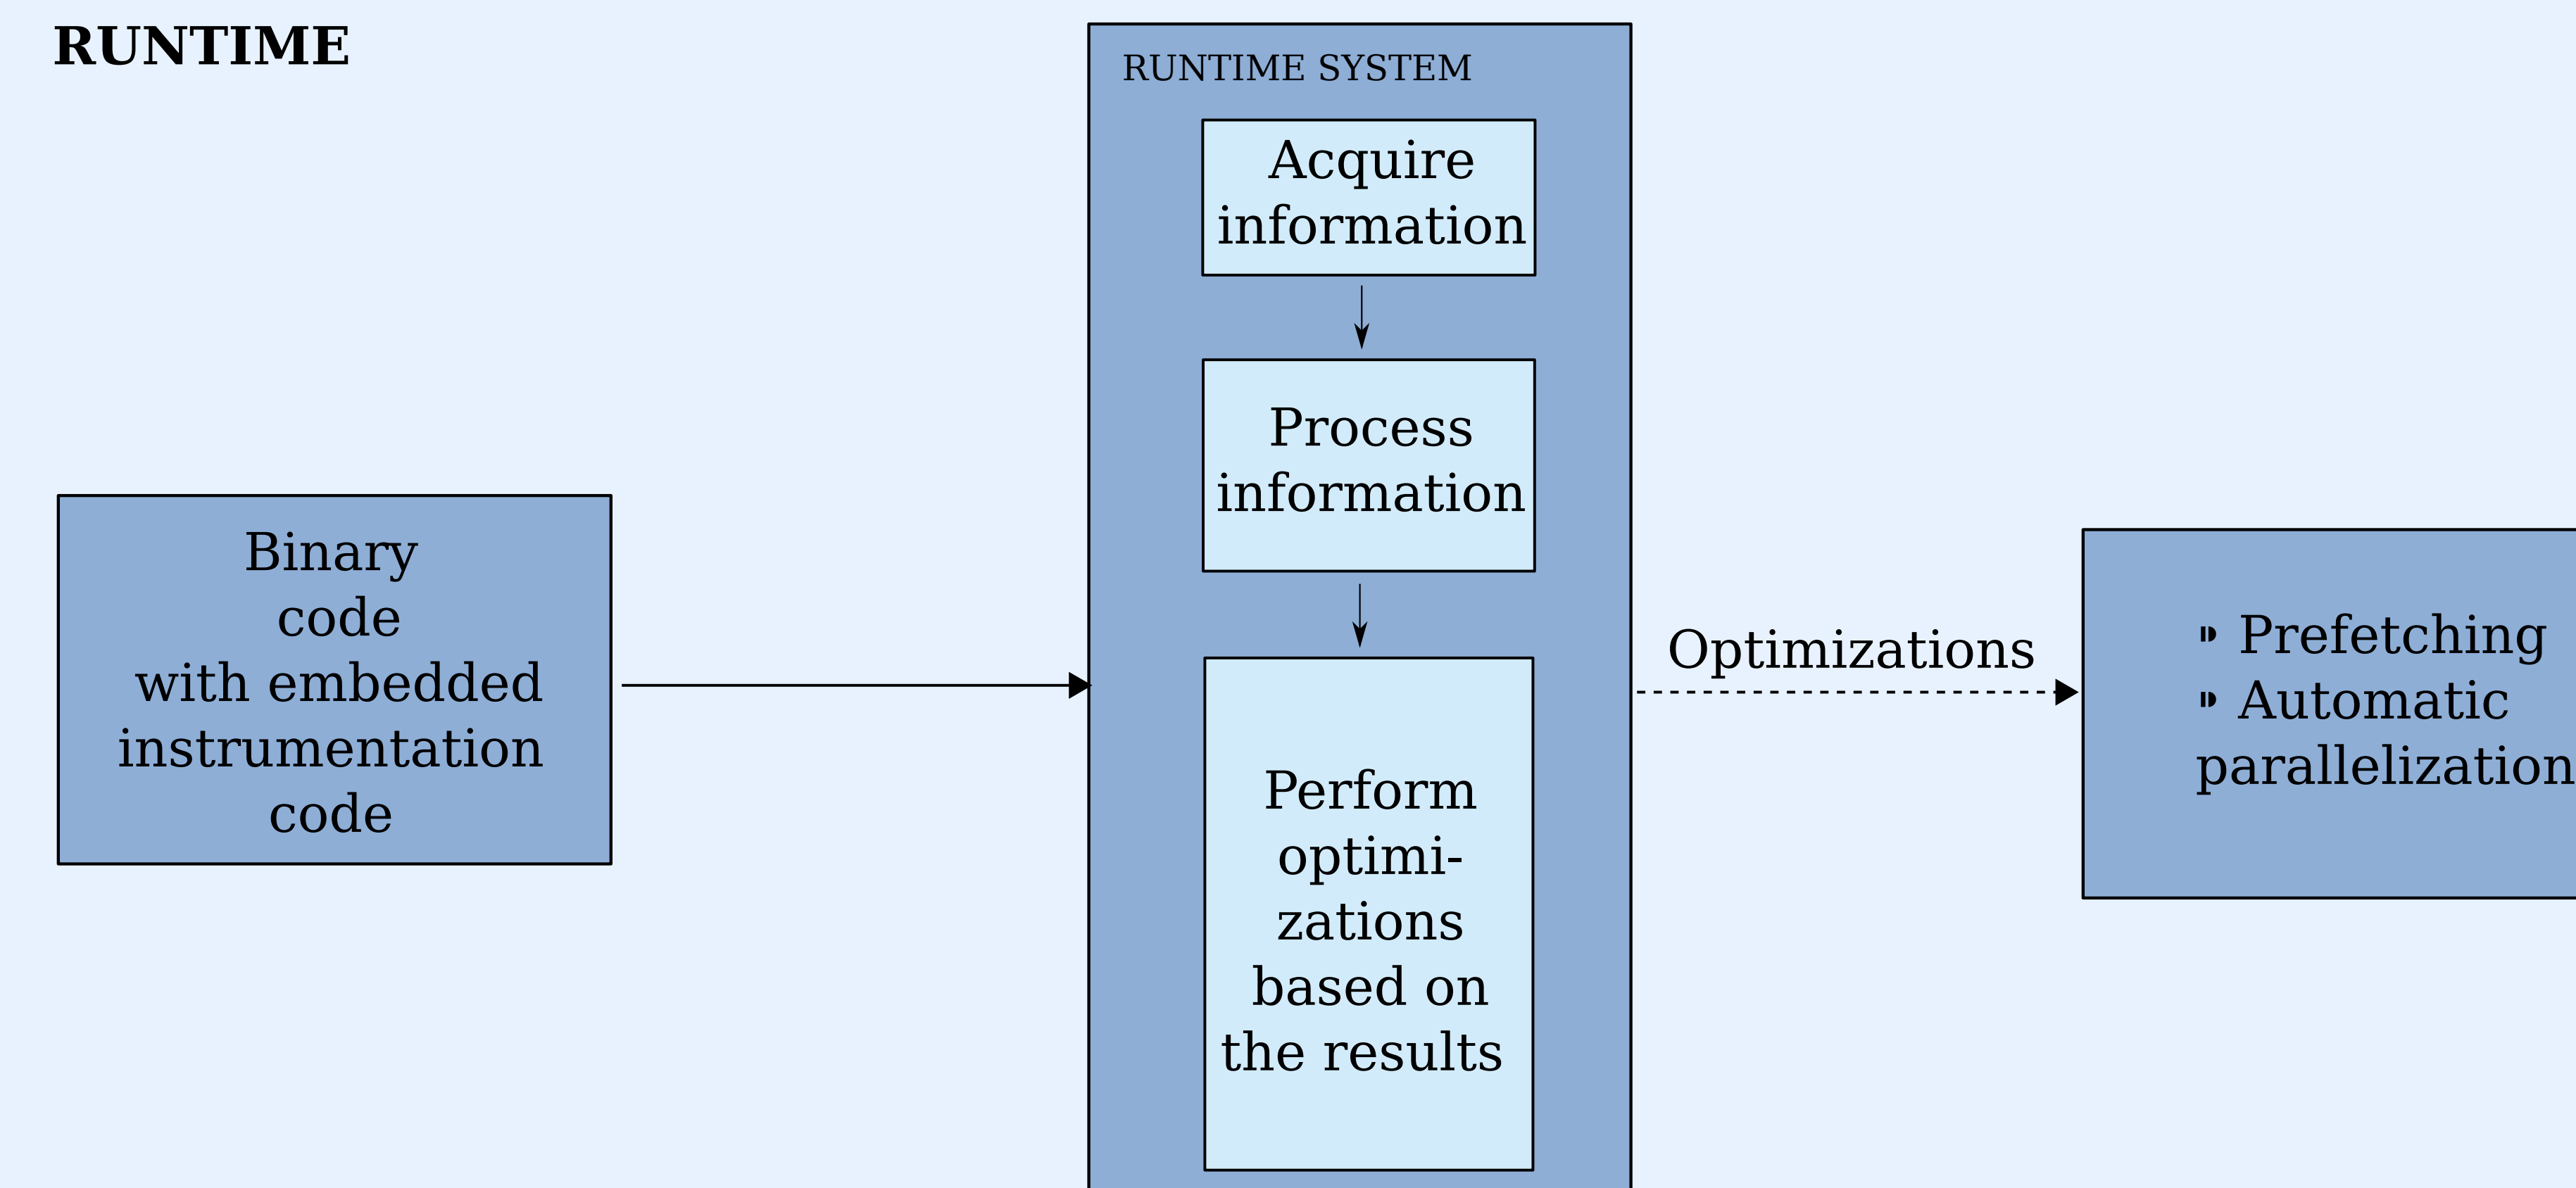 RUNTIME
RUNTIME SYSTEM
Acquire
information
Process
information
Perform
optimi-
zations
based on
the results
Binary
code
with embedded
instrumentation
code
Optimizations
⁍ Prefetching
⁍ Automatic
parallelization